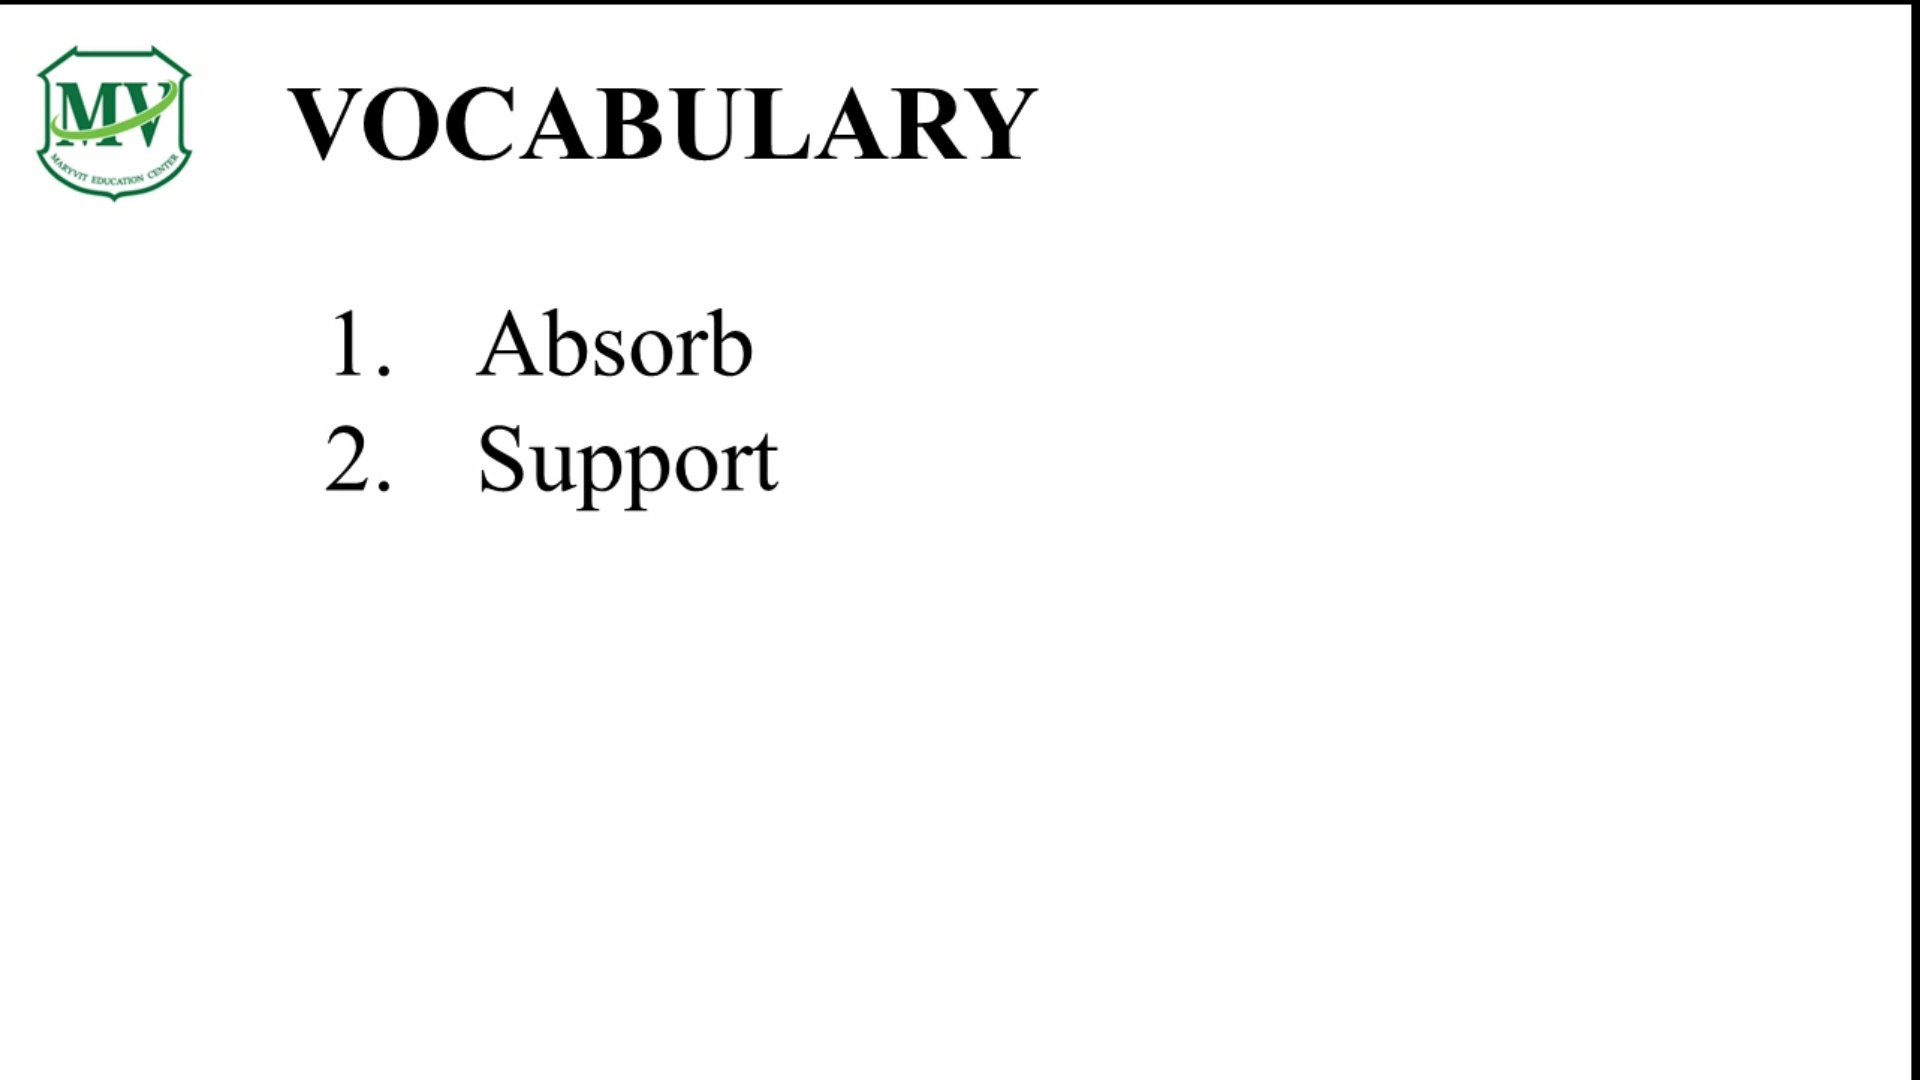 MV
MARYVIT EDUCATION CENTER
VOCABULARY
1. Absorb
2. Support